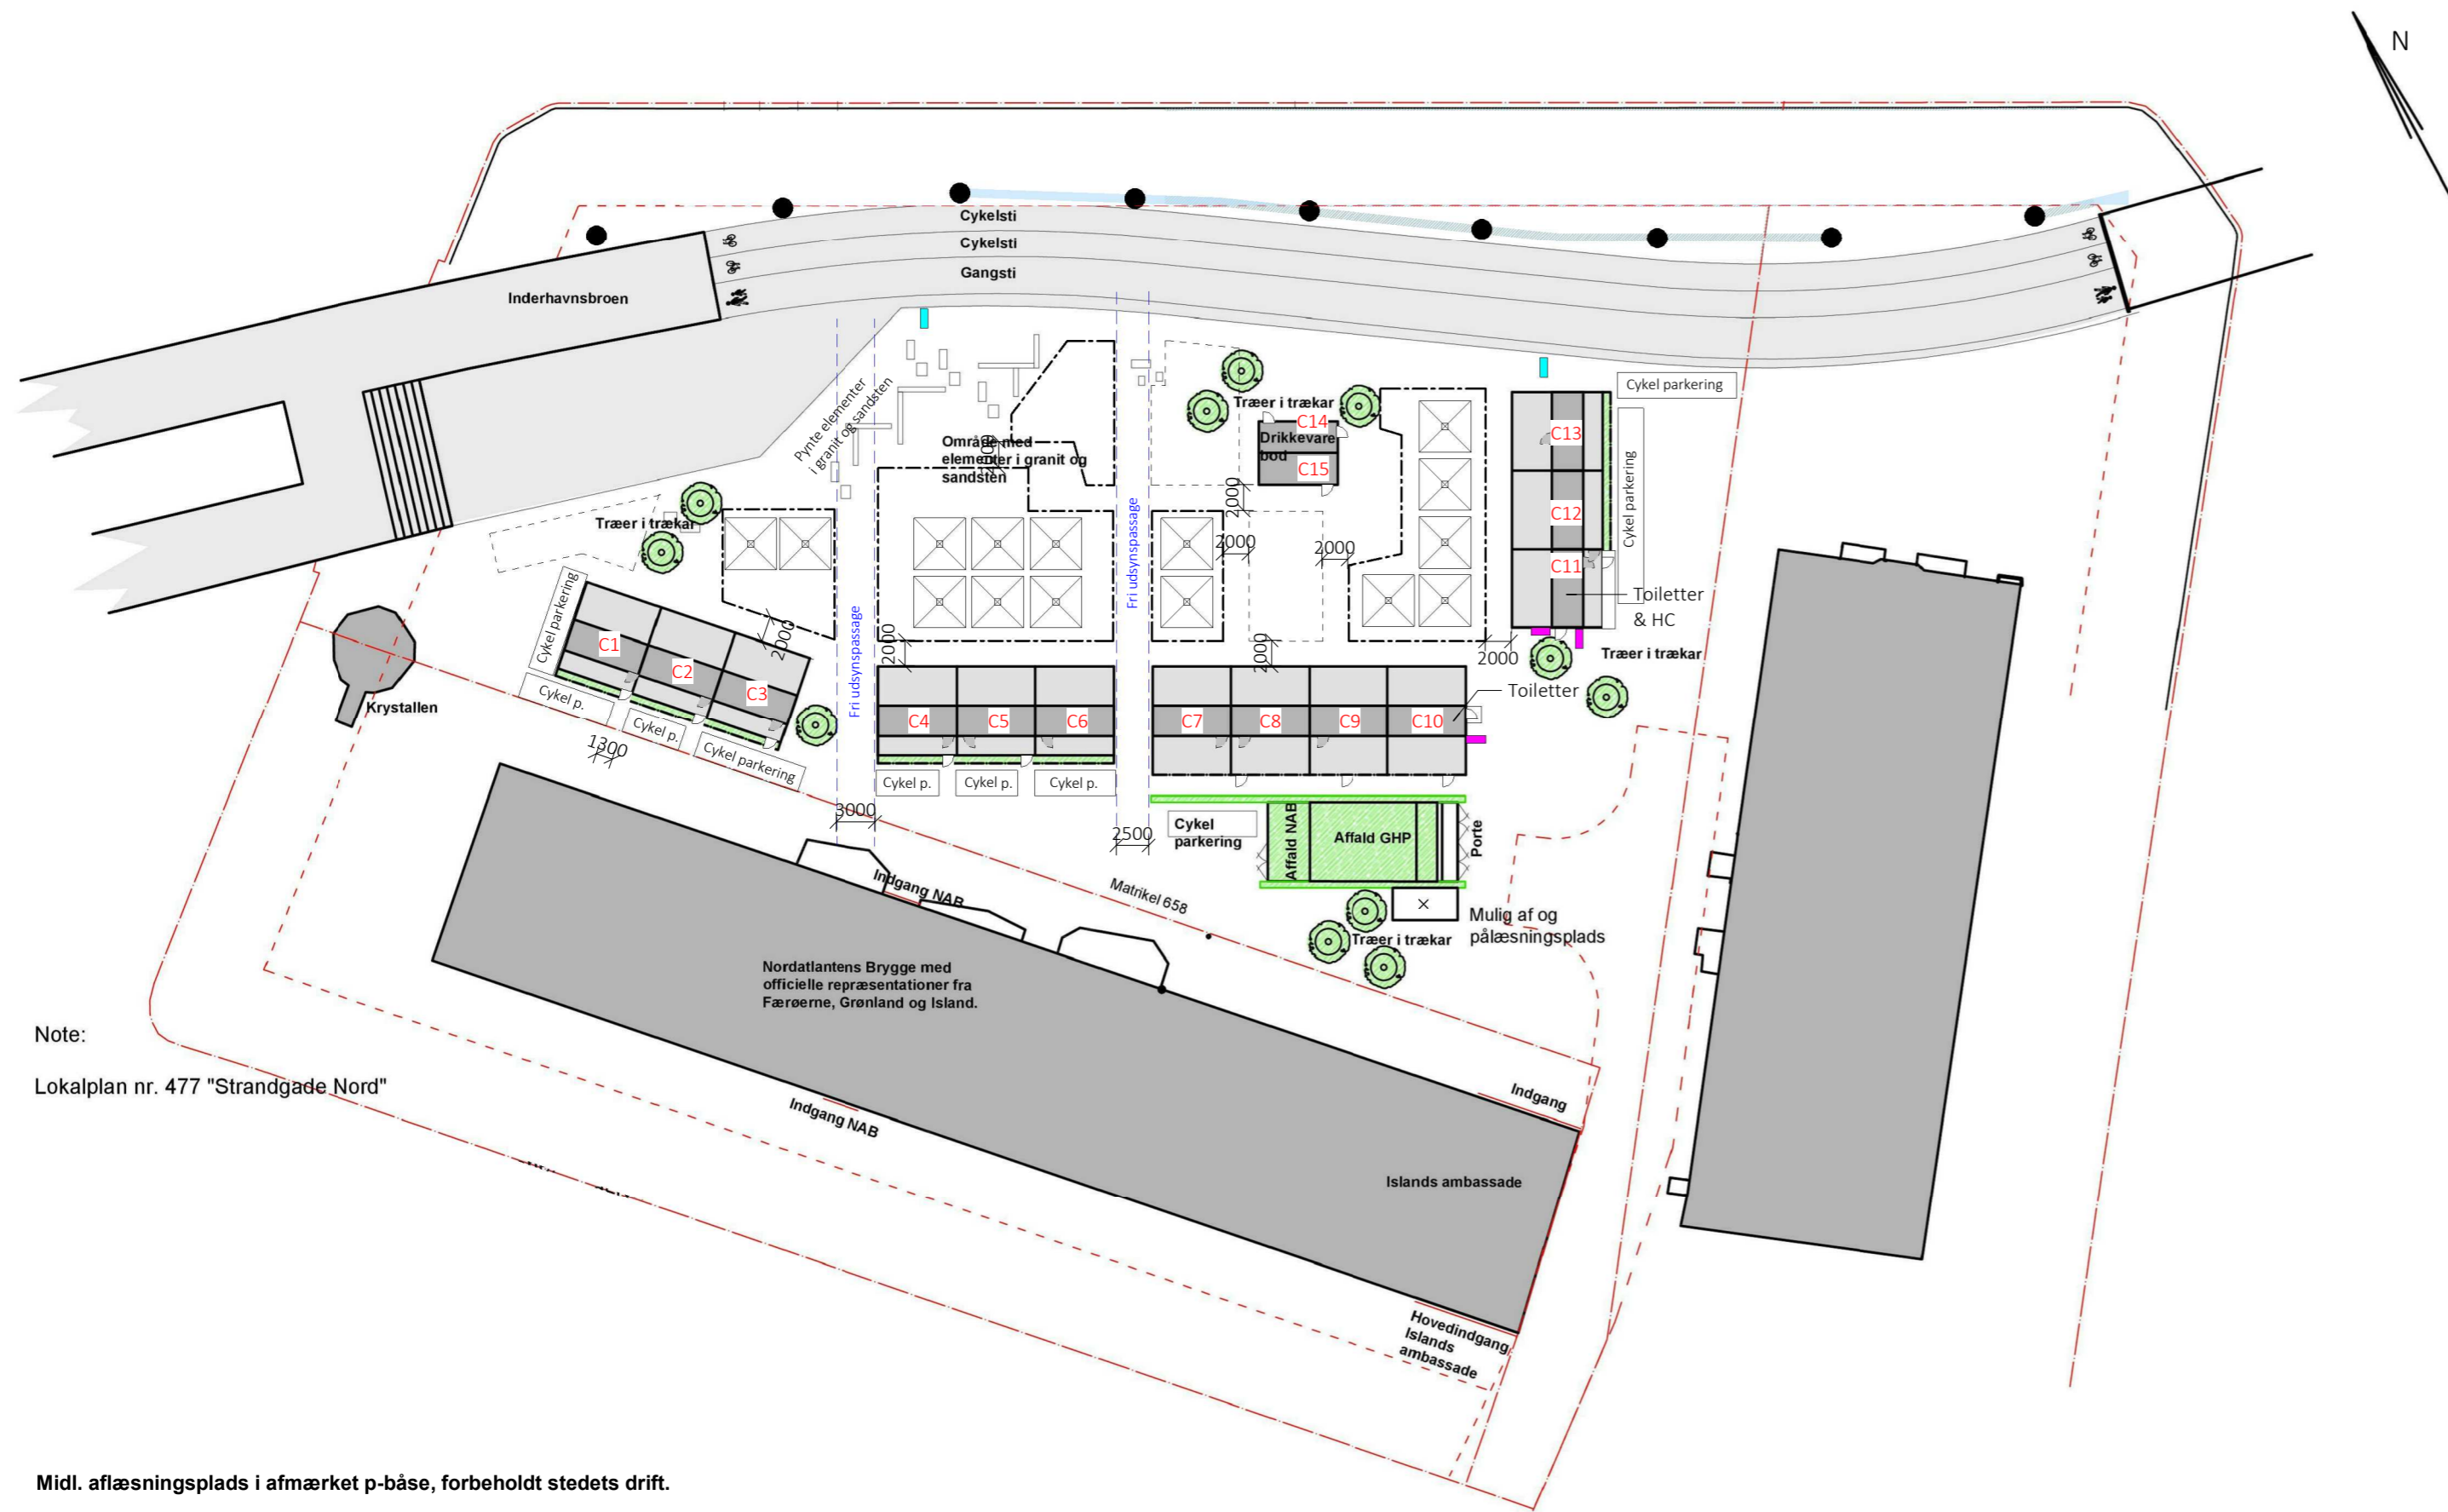 N
Cykelsti
Cykelsti
Gangsti
Inderhavnsbroen
Cykel parkering
Cykel parkering
Pynte elementer
i granit og sandsten
Område med
elementer i granit og
sandsten
Træer i trækar
C14
Drikkevare
bod
C15
C13
C12
C11
Toiletter
& HC
Træer i trækar
Træer i trækar
Fri udsynspassage
Fri udsynspassage
2000
2000
2000
2000
2000
2000
2000
Cykel parkering
C1
C2
C3
C4
C5
C6
C7
C8
C9
C10
Toiletter
Krystallen
Cykel p.
Cykel p.
Cykel parkering
1300
Cykel p.
Cykel p.
Cykel p.
3000
2500
Cykel
parkering
Affald NAB
Affald GHP
Porte
Indgang NAB
Matrikel 658
Træer i trækar
Mulig af og
pålæsningsplads
Nordatlantens Brygge med
officielle repræsentationer fra
Færøerne, Grønland og Island.
Note:
Lokalplan nr. 477 "Strandgade Nord"
Indgang NAB
Indgang
Islands ambassade
Hovedindgang
Islands
ambassade
Midl. aflæsningsplads i afmærket p-båse, forbeholdt stedets drift.